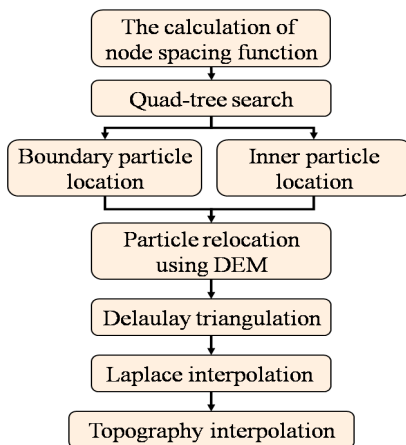 The calculation of
node spacing function
Quad-tree search
Boundary particle
location
Inner particle
location
Particle relocation
using DEM
Delaulay triangulation
Laplace interpolation
Topography interpolation